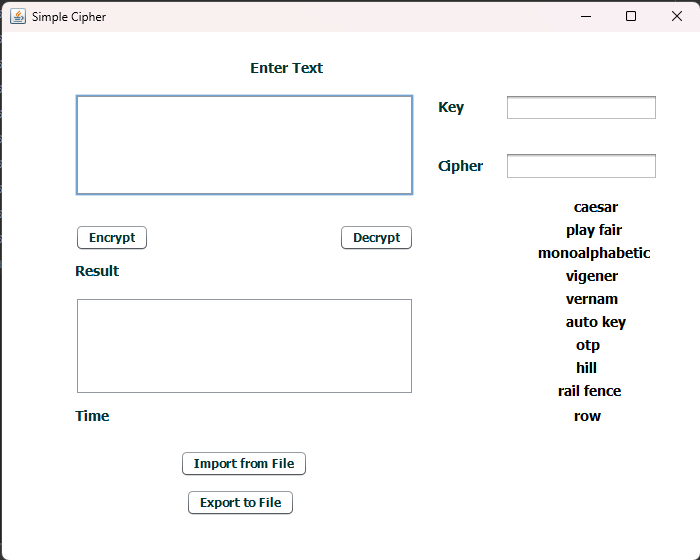 Simple Cipher
Enter Text
Key
Cipher
Encrypt
Decrypt
Result
Time
Import from File
Export to File
caesar
play fair
monoalphabetic
vigener
vernam
auto key
otp
hill
rail fence
row